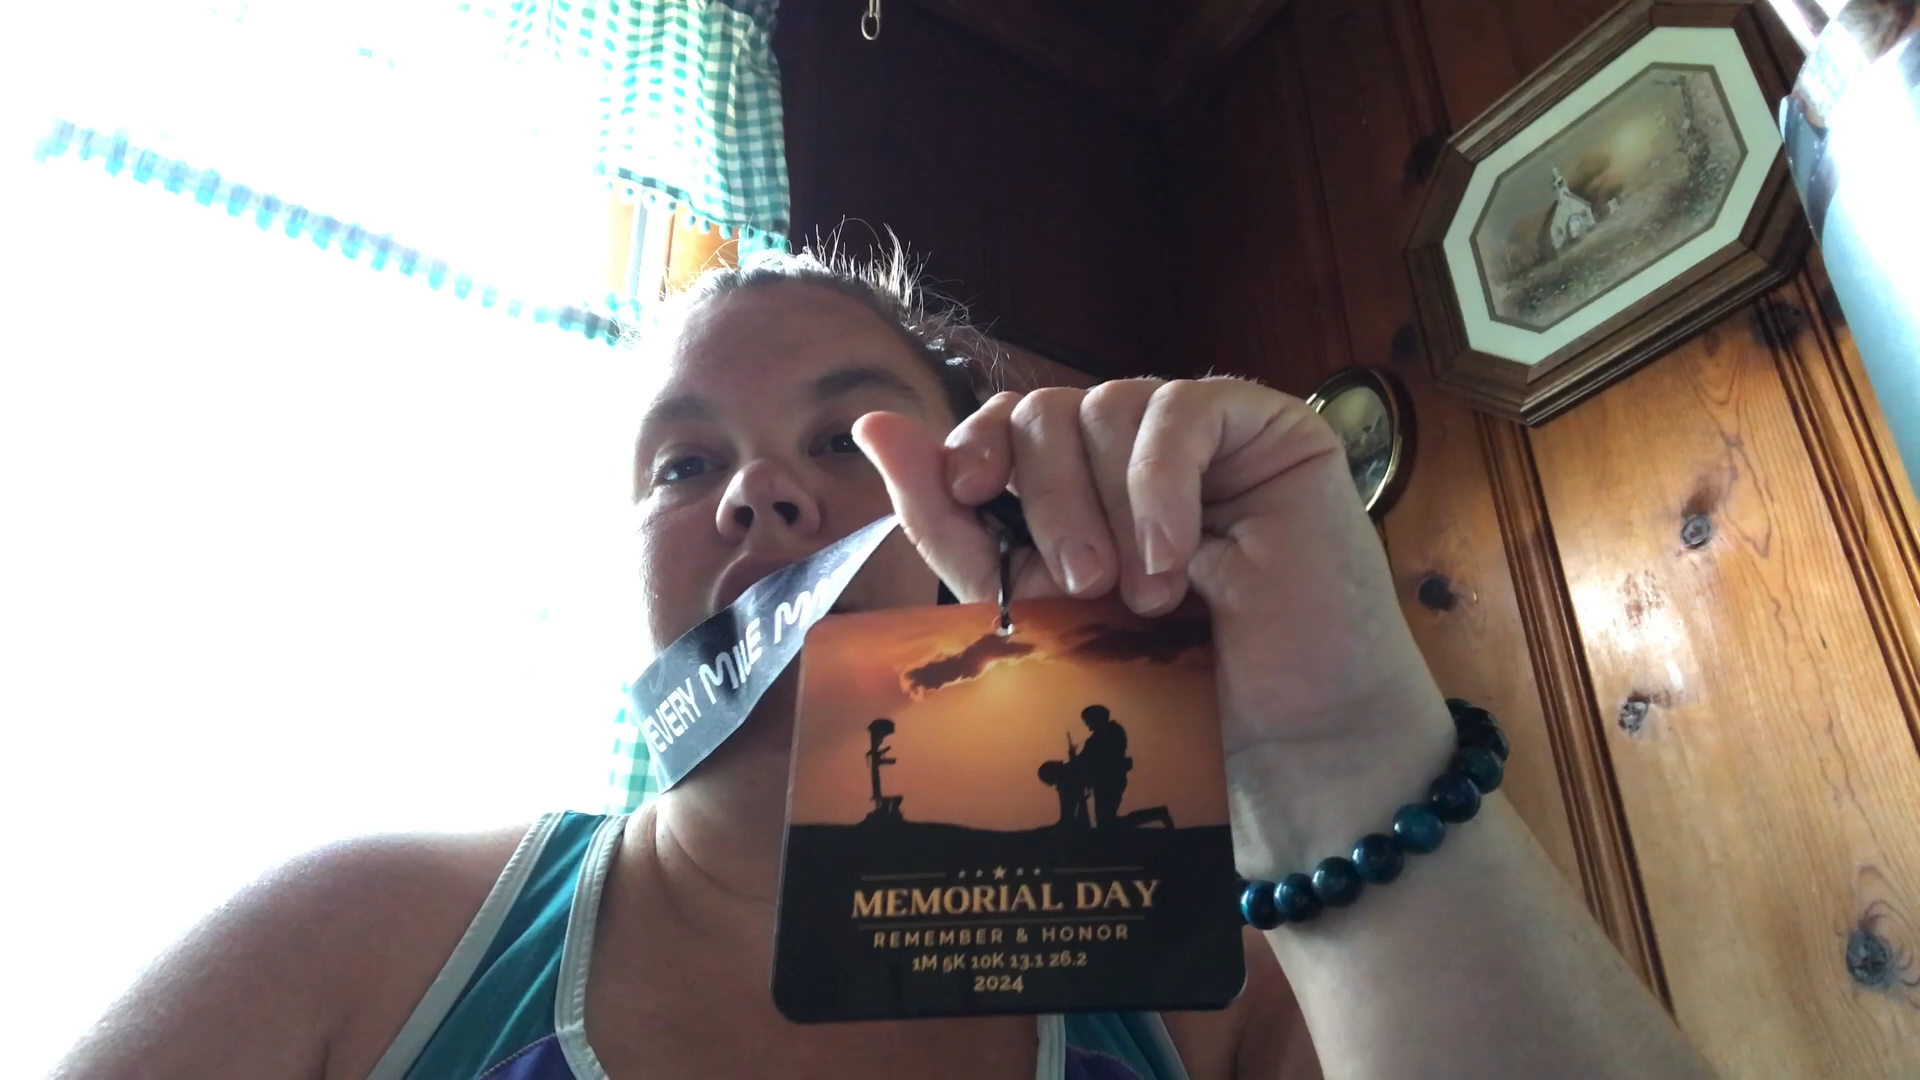 EVERY MILE
MEMORIAL DAY
REMEMBER & HONOR
1M 5K 10K 13.1 26.2
2024